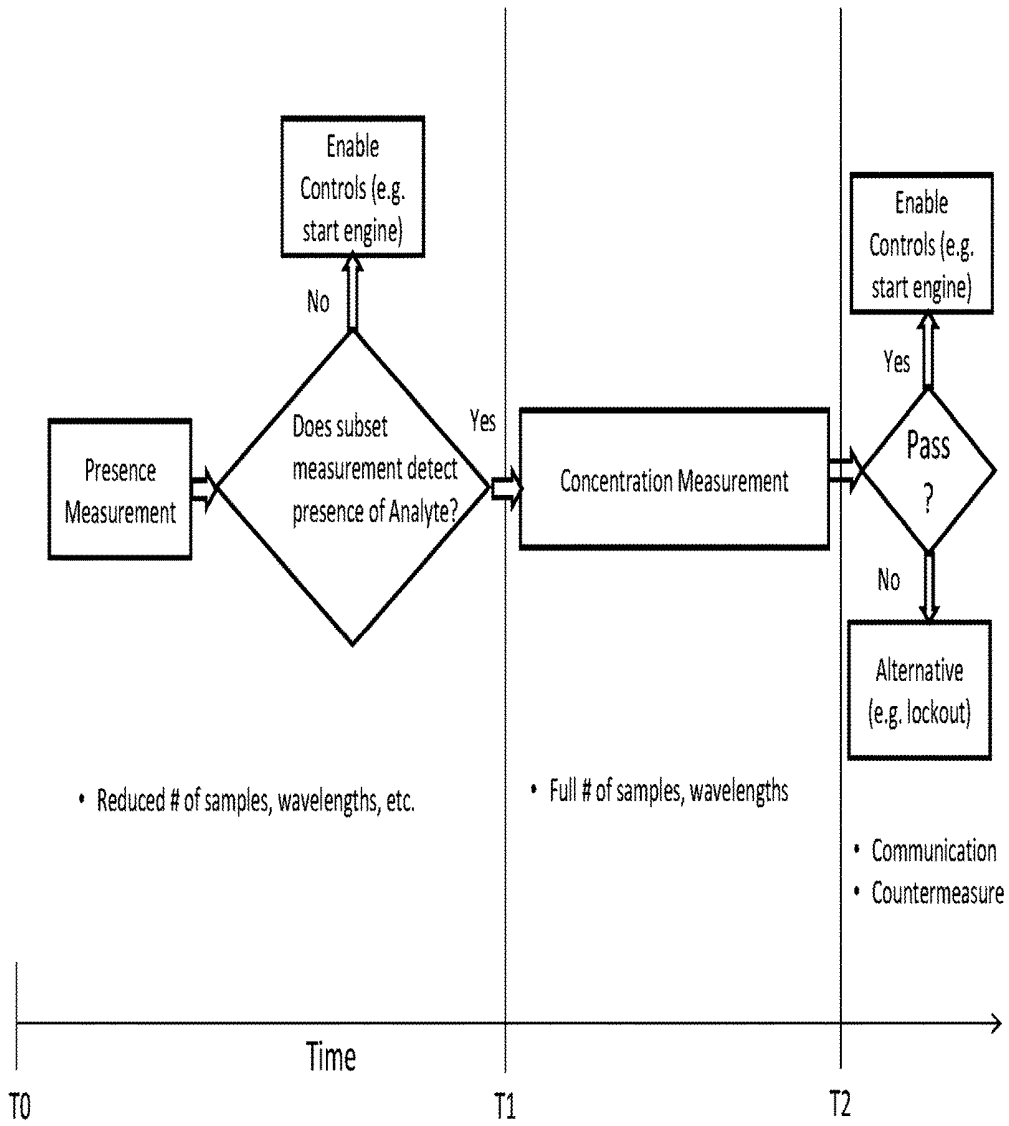 Presence
Measurement
Enable
Controls (e.g.
start engine)
No
Does subset
measurement detect
presence of Analyte?
Yes
Concentration Measurement
Enable
Controls (e.g.
start engine)
Yes
Pass
?
No
Alternative
(e.g. lockout)
• Reduced # of samples, wavelengths, etc.
• Full # of samples, wavelengths
• Communication
• Countermeasure
Time
T0
T1
T2